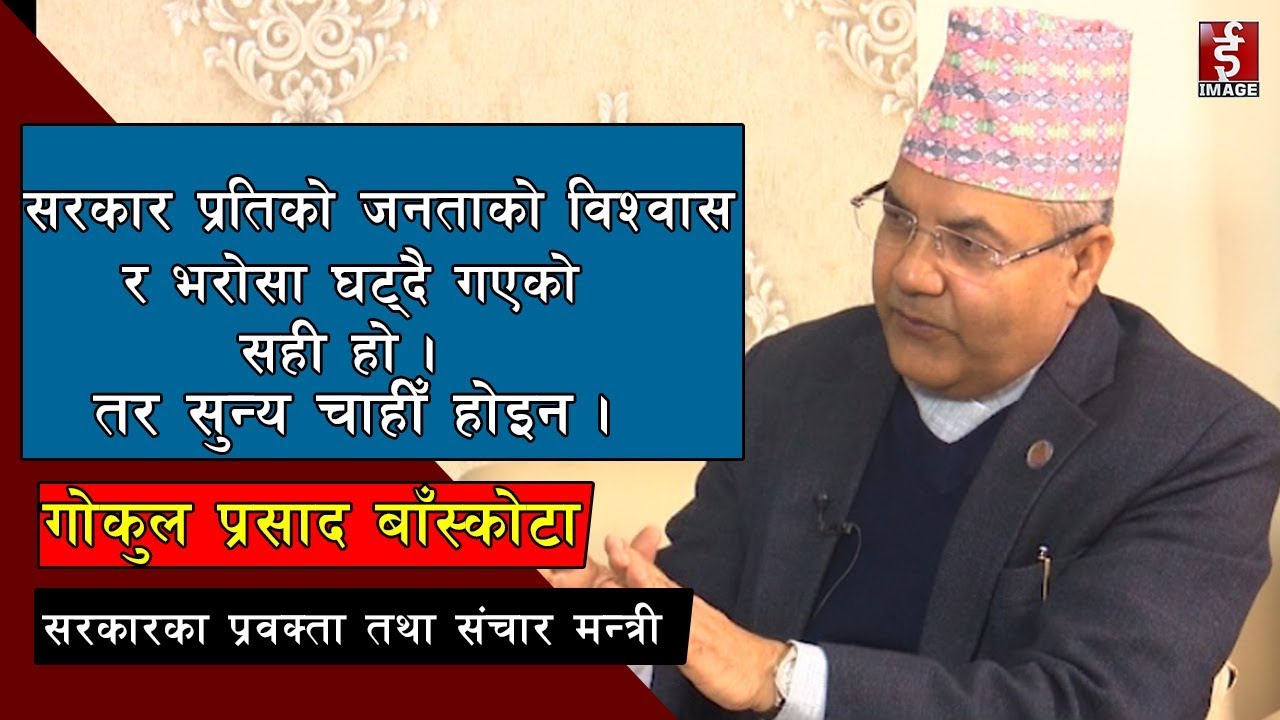 ई
IMAGE
सरकार प्रतिको जनताको विश्वास
र भरोसा घट्दै गएको
सही हो ।
तर सुन्य चाहीँ होइन ।
गोकुल प्रसाद बाँस्कोटा
सरकारका प्रवक्ता तथा संचार मन्त्री